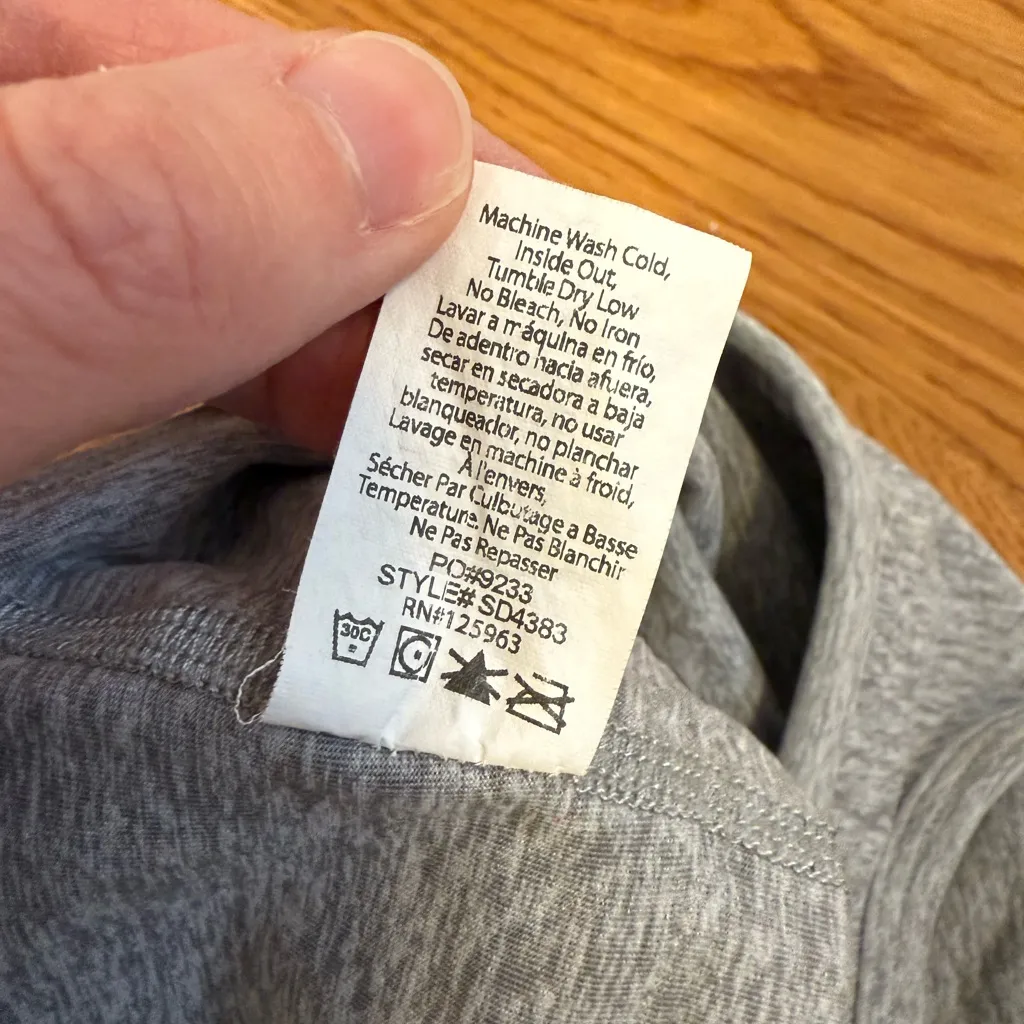 Machine Wash Cold,
Inside Out,
Tumble Dry Low
No Bleach, No Iron
Lavar a máquina en frío,
De adentro hacia afuera,
secar en secadora a baja
temperatura, no usar
blanqueador, no planchar
Lavage en machine à froid,
À l'envers,
Sécher Par Culbutage a Basse
Temperature. Ne Pas Blanchir
Ne Pas Repasser
PO#9233
STYLE# SD4383
RN#125963
30C